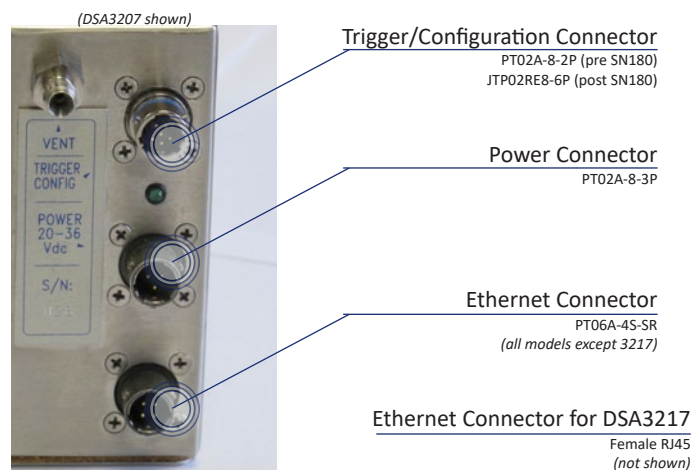 (DSA3207 shown)
Trigger/Configuration Connector
PT02A-8-2P (pre SN180)
JTP02RE8-6P (post SN180)
VENT
TRIGGER
CONFIG
POWER
20-36
Vdc
S/N:
Power Connector
PT02A-8-3P
Ethernet Connector
PT06A-4S-SR
(all models except 3217)
Ethernet Connector for DSA3217
Female RJ45
(not shown)